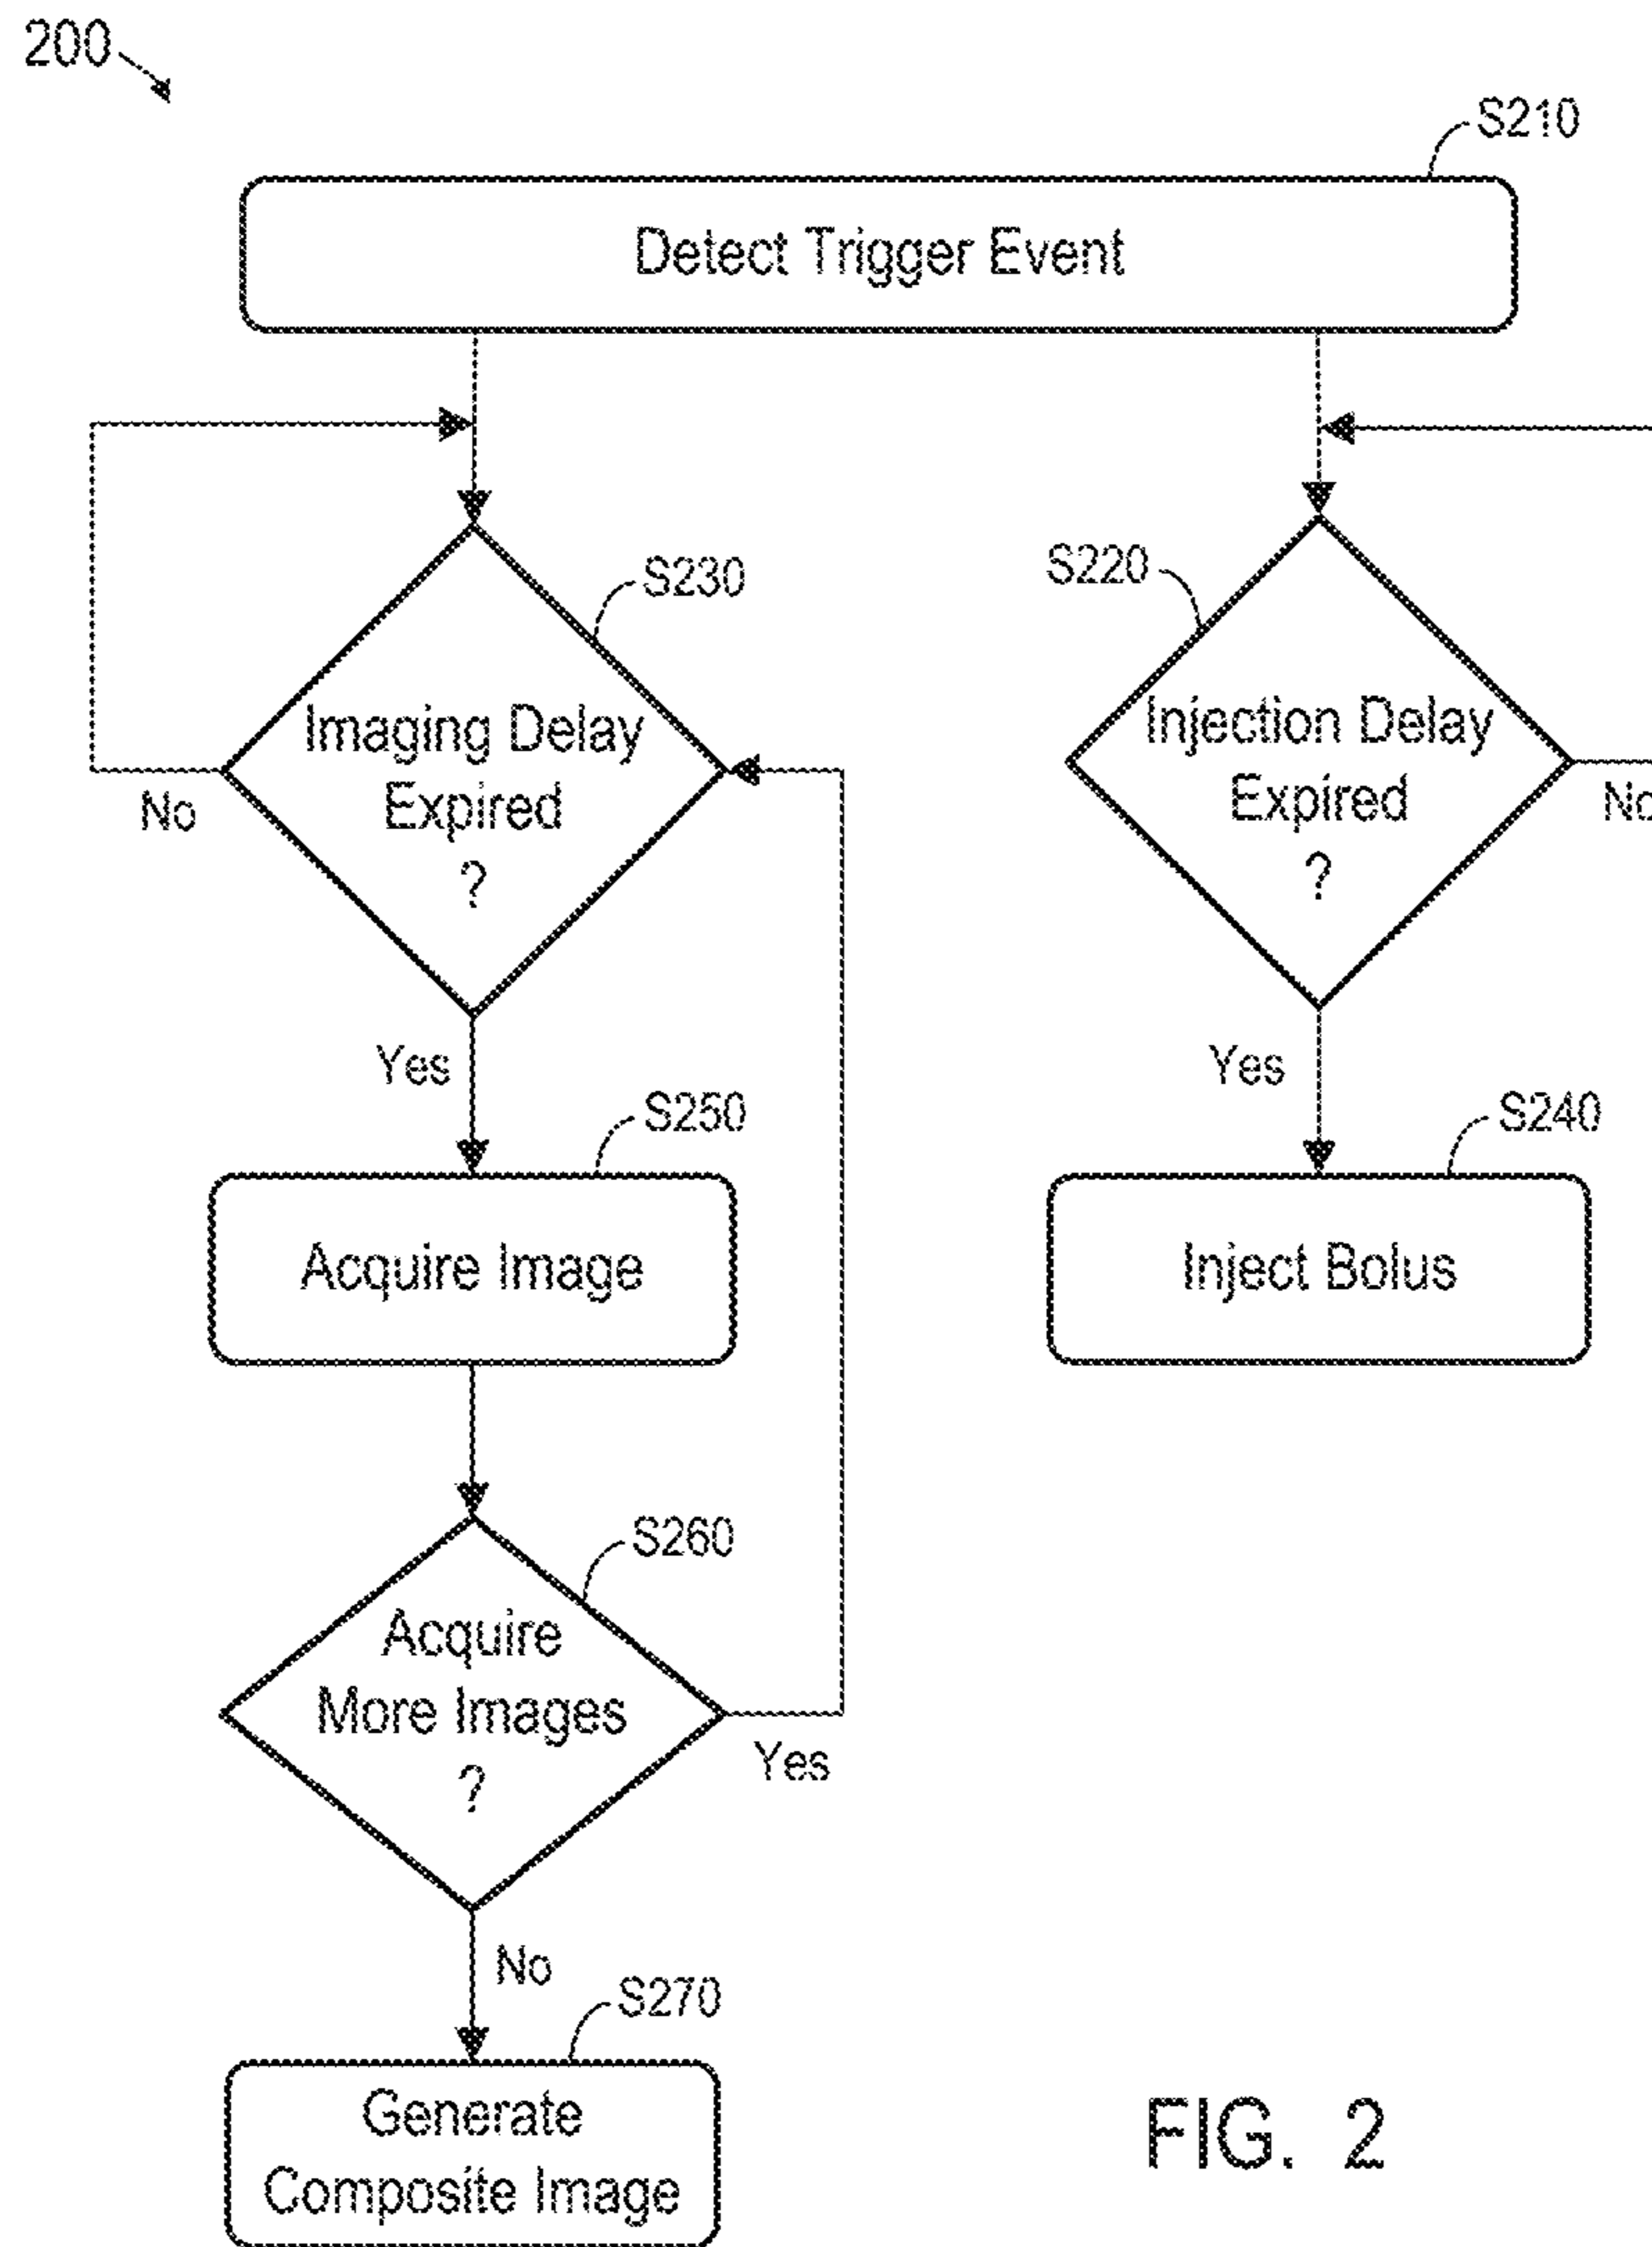 200
S210
Detect Trigger Event
S230
Imaging Delay
Expired
?
No
Yes
S220
Injection Delay
Expired
?
No
Yes
S250
Acquire Image
S240
Inject Bolus
S260
Acquire
More Images
?
Yes
No
S270
Generate
Composite Image
FIG. 2